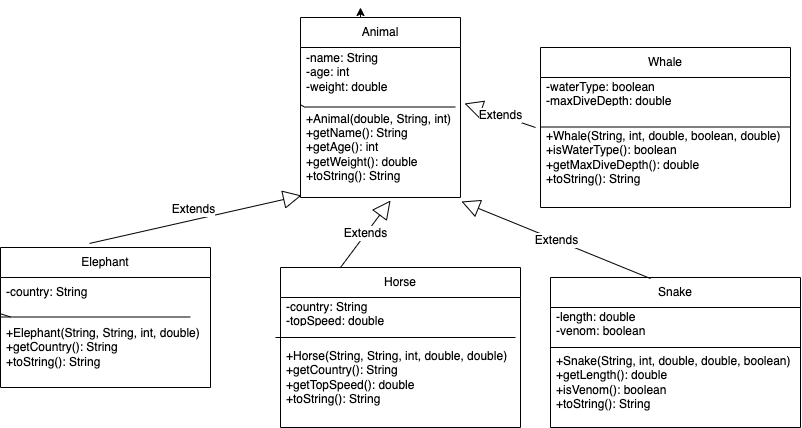 Animal
-name: String
-age: int
-weight: double
+Animal(double, String, int)
+getName(): String
+getAge(): int
+getWeight(): double
+toString(): String
Whale
-waterType: boolean
-maxDiveDepth: double
+Whale(String, int, double, boolean, double)
+isWaterType(): boolean
+getMaxDiveDepth(): double
+toString(): String
Extends
Extends
Extends
Extends
Elephant
-country: String
+Elephant(String, String, int, double)
+getCountry(): String
+toString(): String
Horse
-country: String
-topSpeed: double
+Horse(String, String, int, double, double)
+getCountry(): String
+getTopSpeed(): double
+toString(): String
Snake
-length: double
-venom: boolean
+Snake(String, int, double, double, boolean)
+getLength(): double
+isVenom(): boolean
+toString(): String